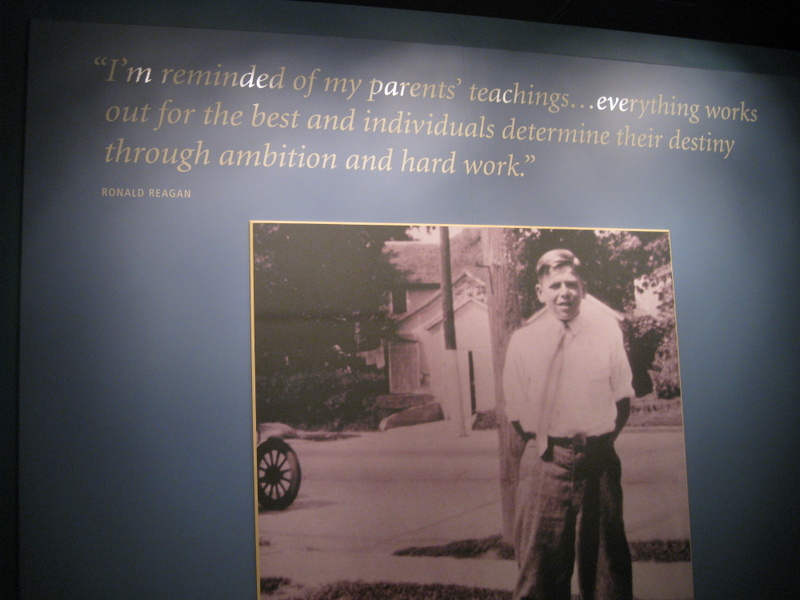 “I’m reminded of my parents’ teachings…everything works
out for the best and individuals determine their destiny
through ambition and hard work.”
RONALD REAGAN